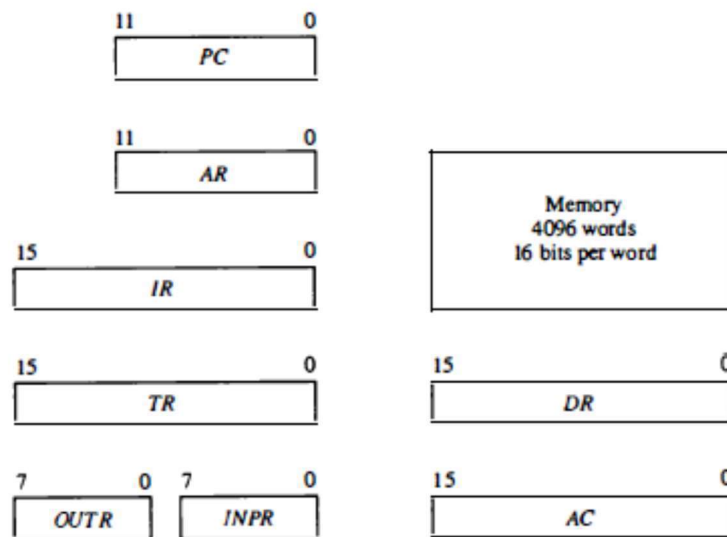 11 0
PC
11 0
AR
Memory
4096 words
16 bits per word
15 0
IR
15 0
TR
15 0
DR
7 0
OUTR
7 0
INPR
15 0
AC